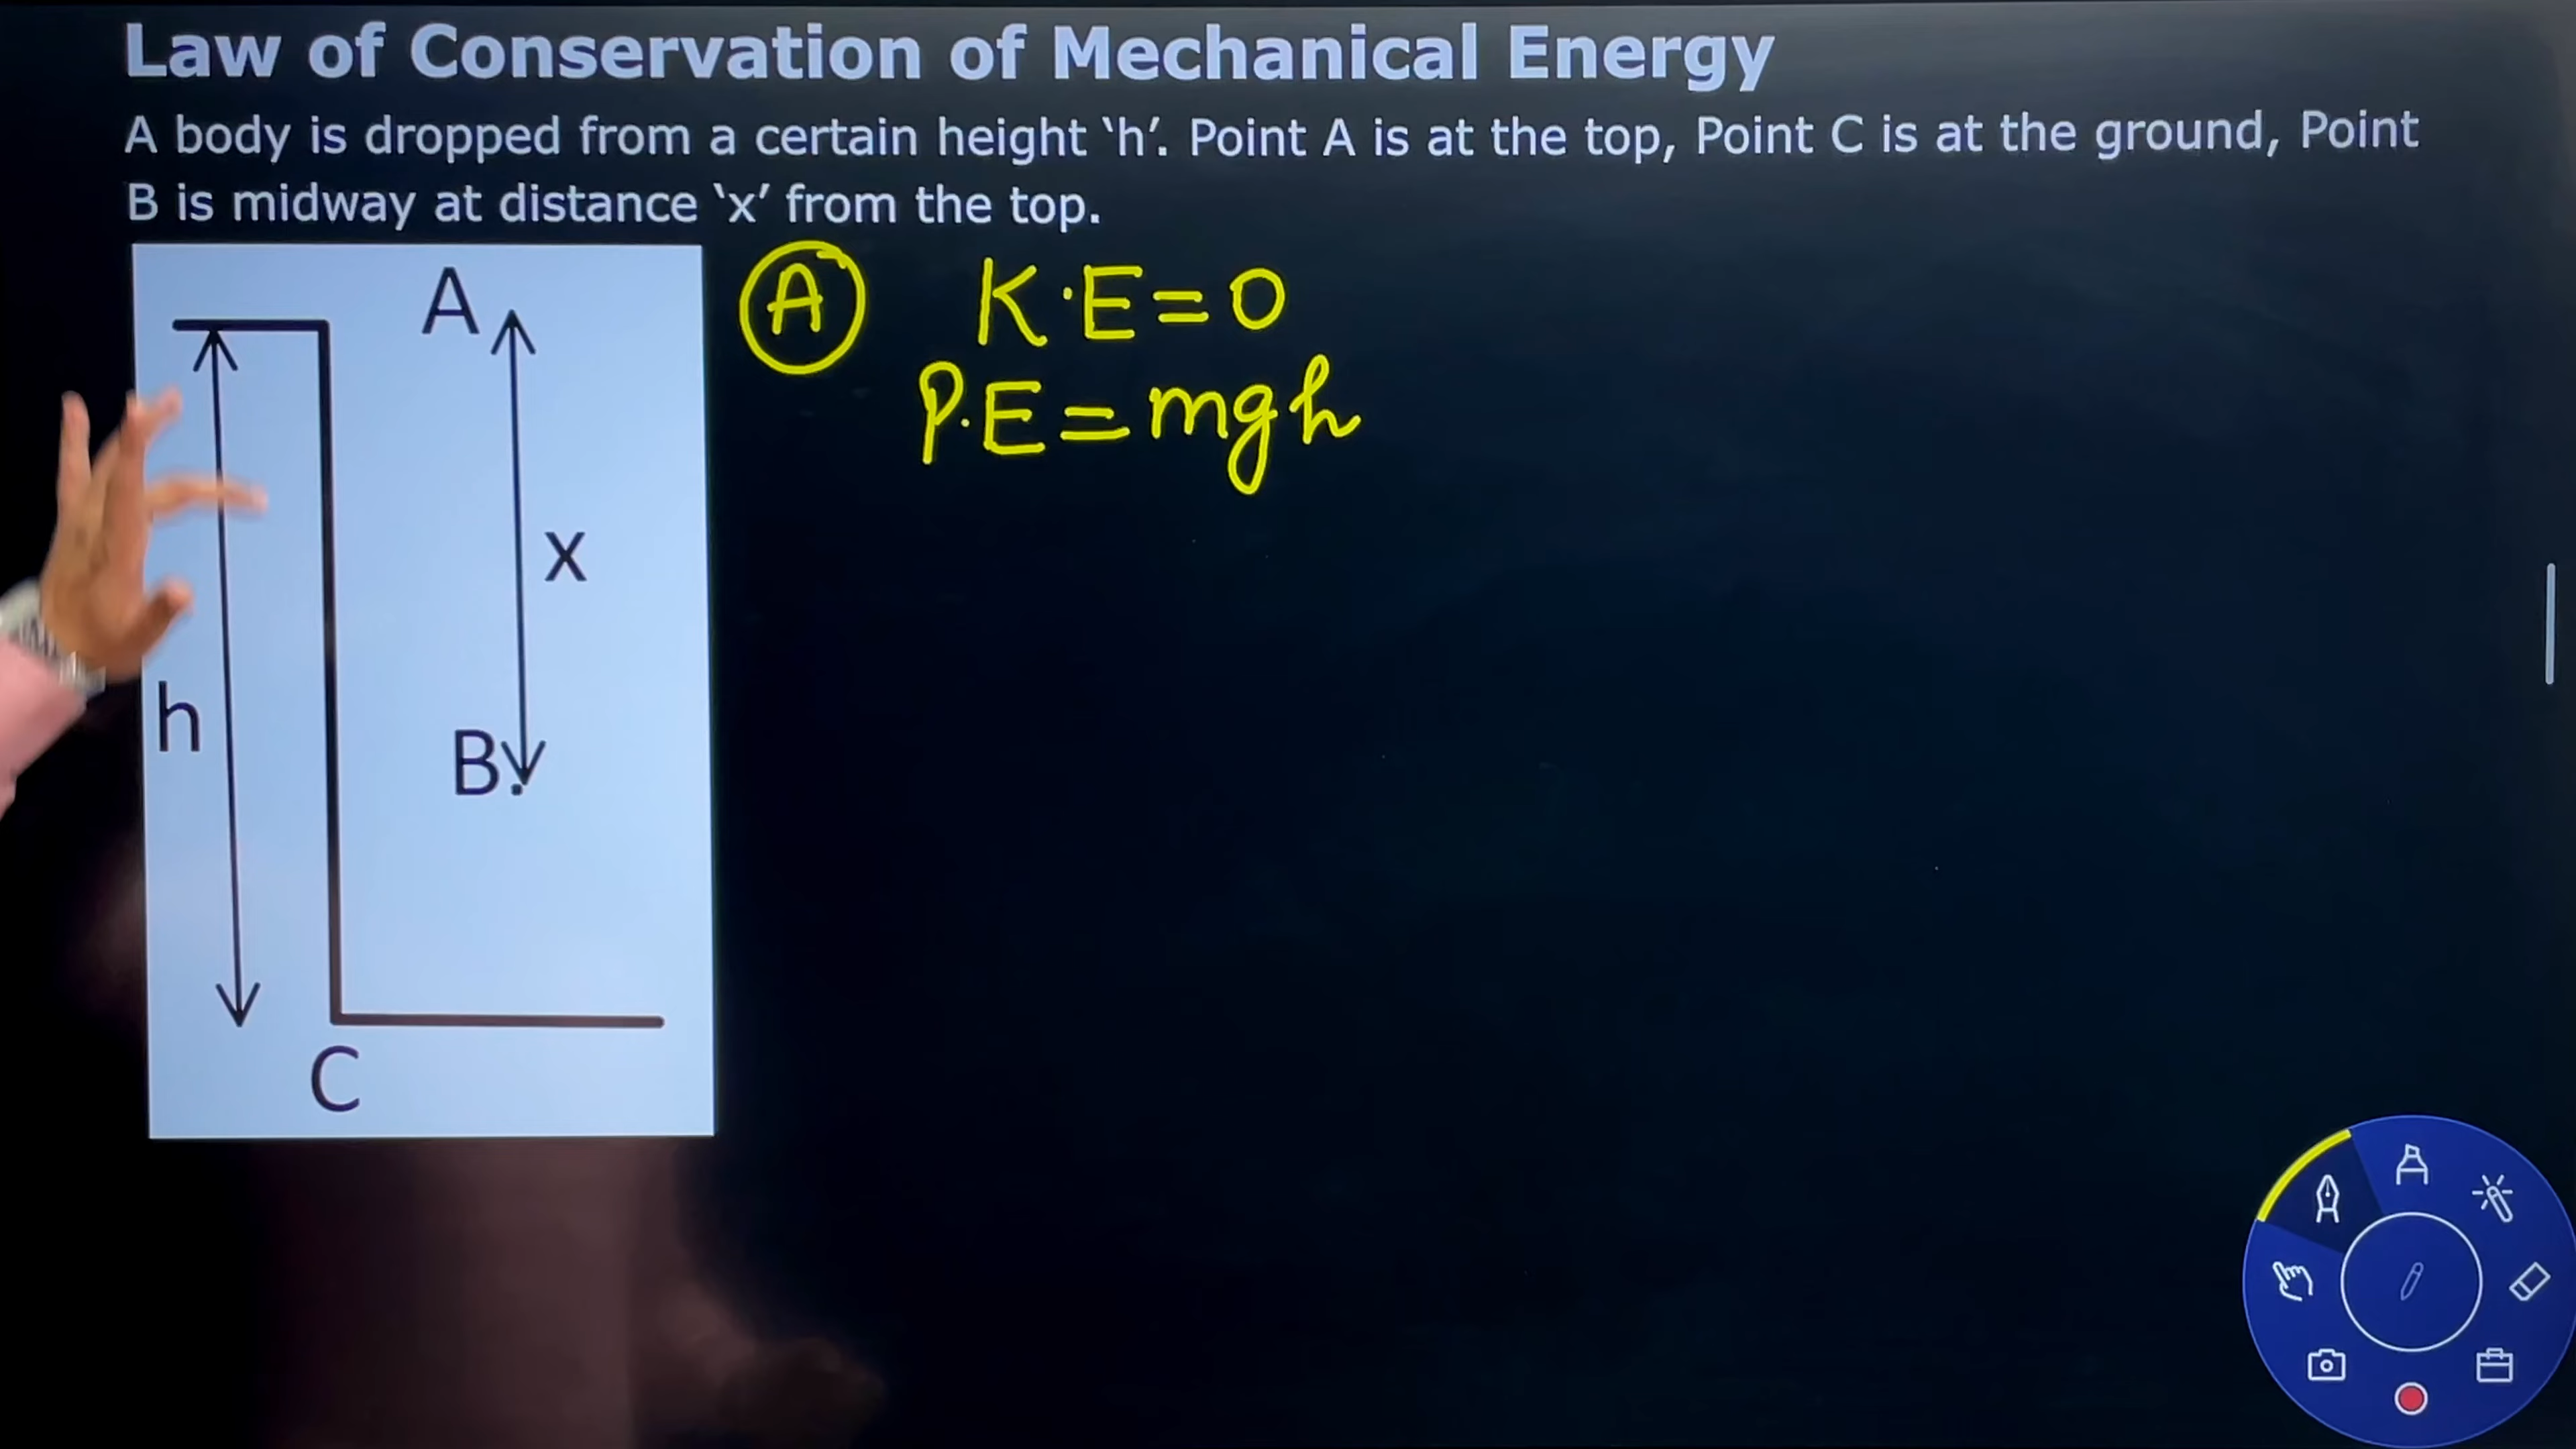 Law of Conservation of Mechanical Energy
A body is dropped from a certain height ‘h’. Point A is at the top, Point C is at the ground, Point
B is midway at distance ‘x’ from the top.
A
x
h
B.
C
A K.E=0
P.E=mgh